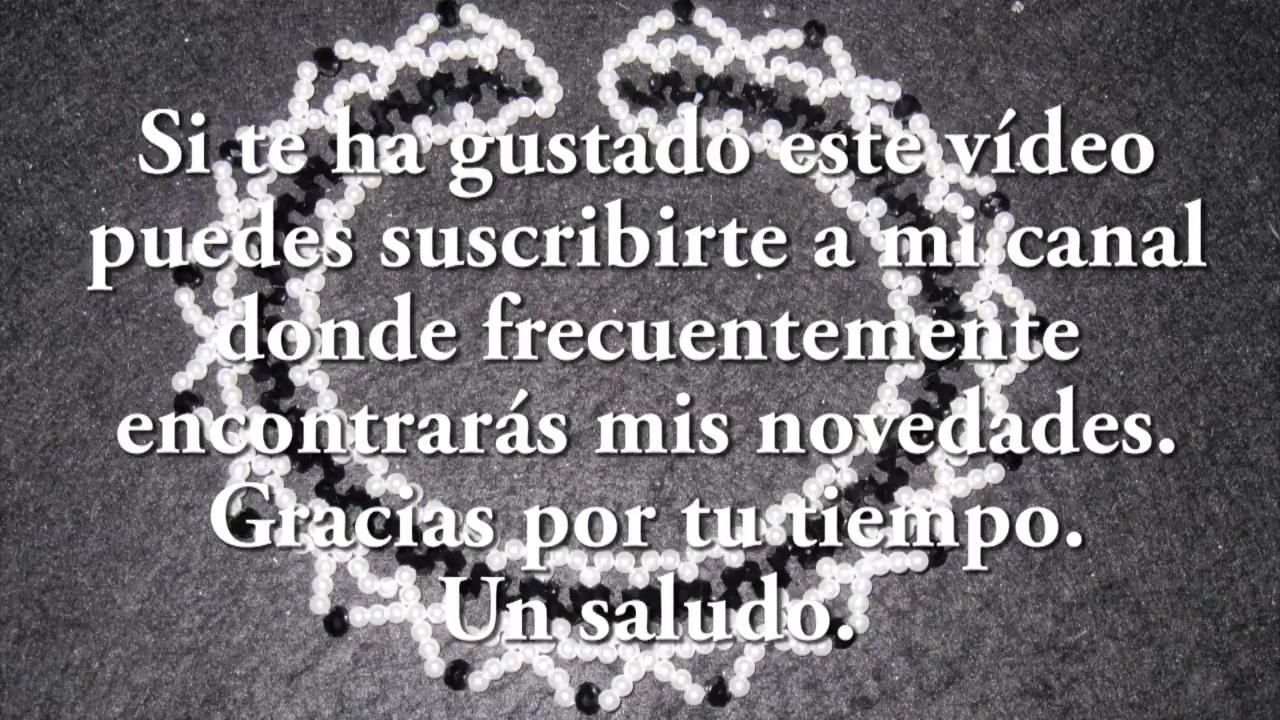 Si te ha gustado este vídeo
puedes suscribirte a mi canal
donde frecuentemente
encontrarás mis novedades.
Gracias por tu tiempo.
Un saludo.